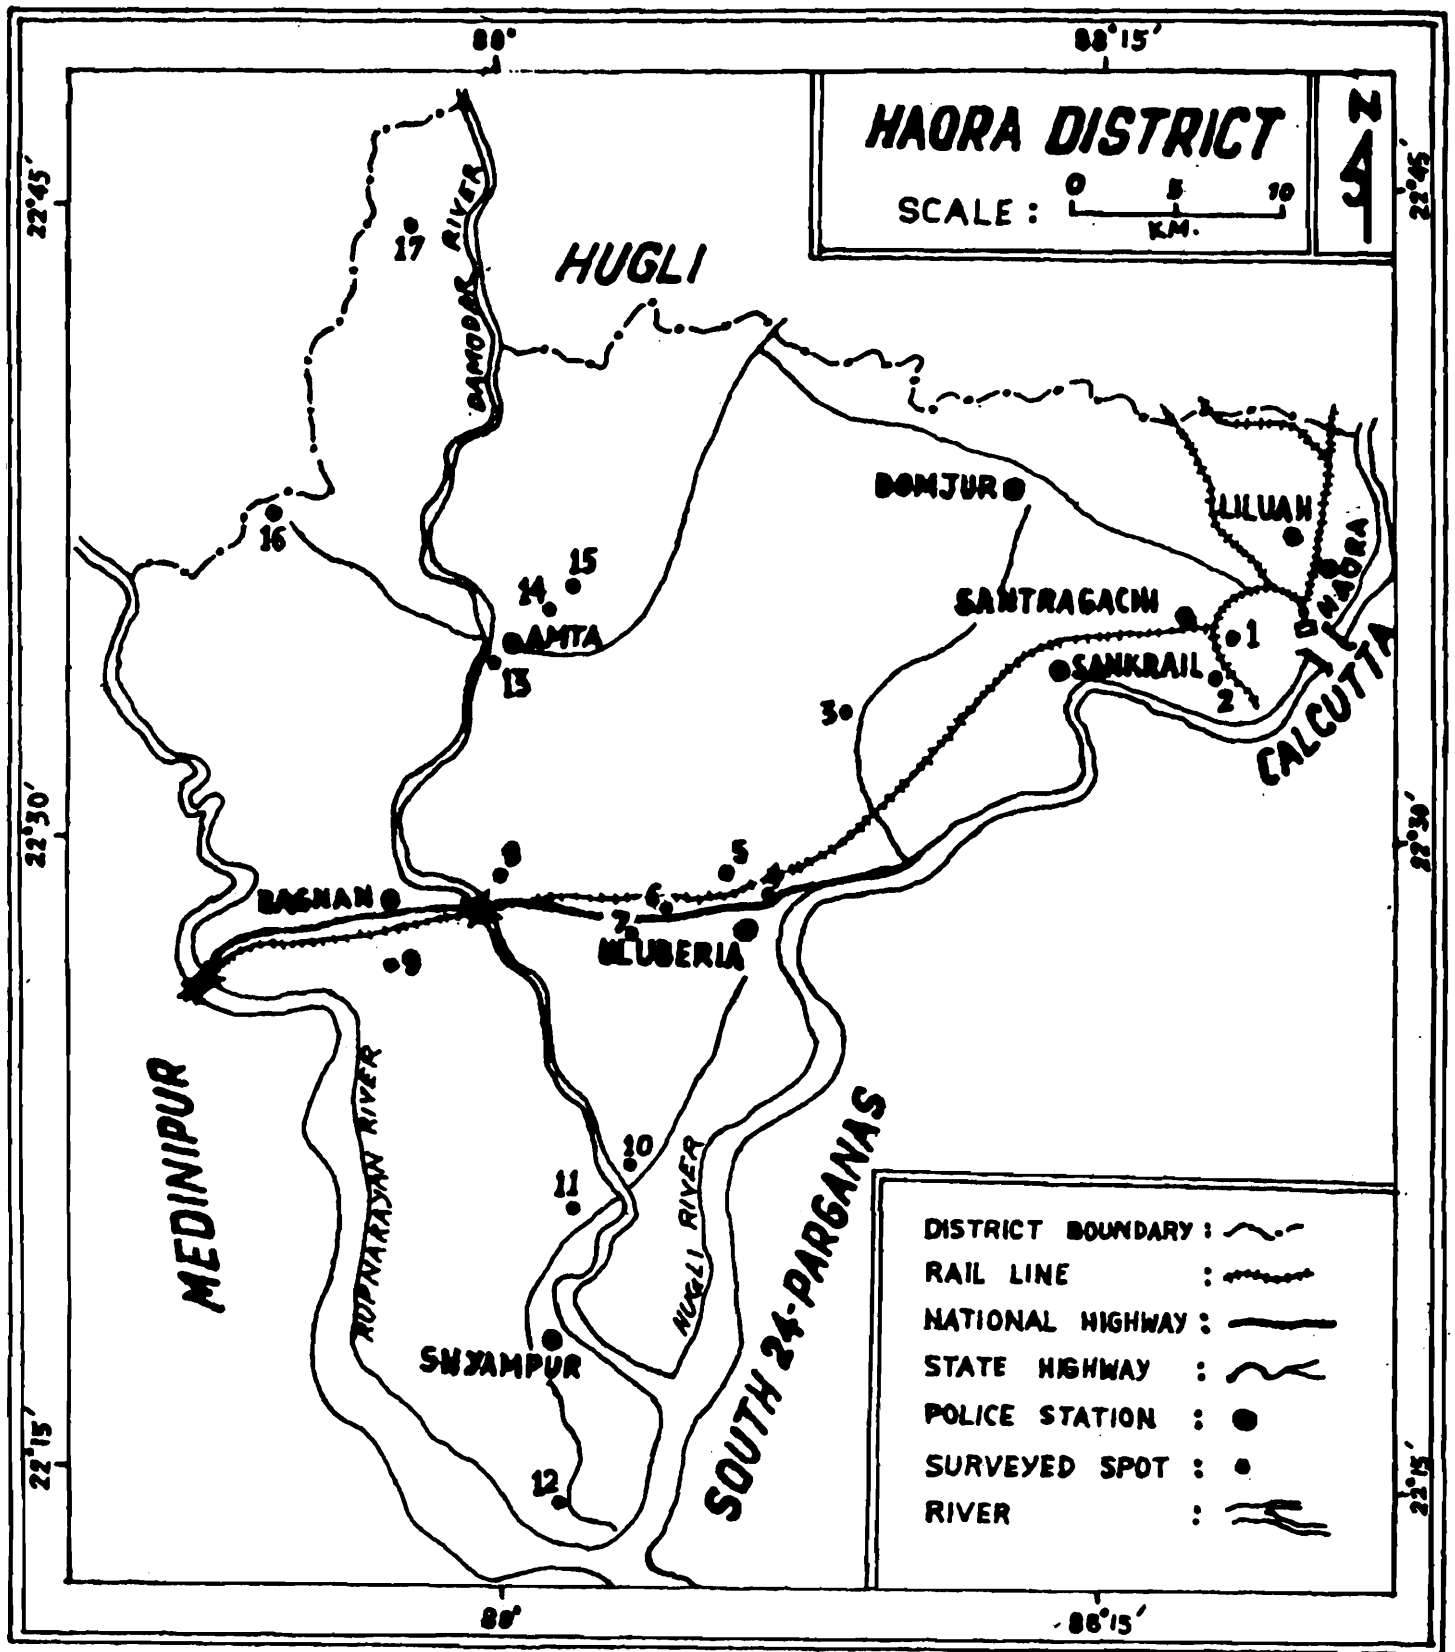 88°
88°15'
HAORA DISTRICT
N
SCALE :
0 5 10
KM.
22°45'
22°45'
17
DAMODAR RIVER
HUGLI
DOMJUR
LILUAH
HAORA
16
15
14
AMTA
13
SANTRAGACHI
1
SANKRAIL
2
CALCUTTA
3
22°30'
22°30'
8
5
4
BAGNAN
6
7
ULUBERIA
9
MEDINIPUR
RUPNARAYAN RIVER
10
11
HUGLI RIVER
SOUTH 24-PARGANAS
SHYAMPUR
12
22°15'
22°15'
DISTRICT BOUNDARY :
RAIL LINE :
NATIONAL HIGHWAY :
STATE HIGHWAY :
POLICE STATION :
SURVEYED SPOT :
RIVER :
88°
88°15'